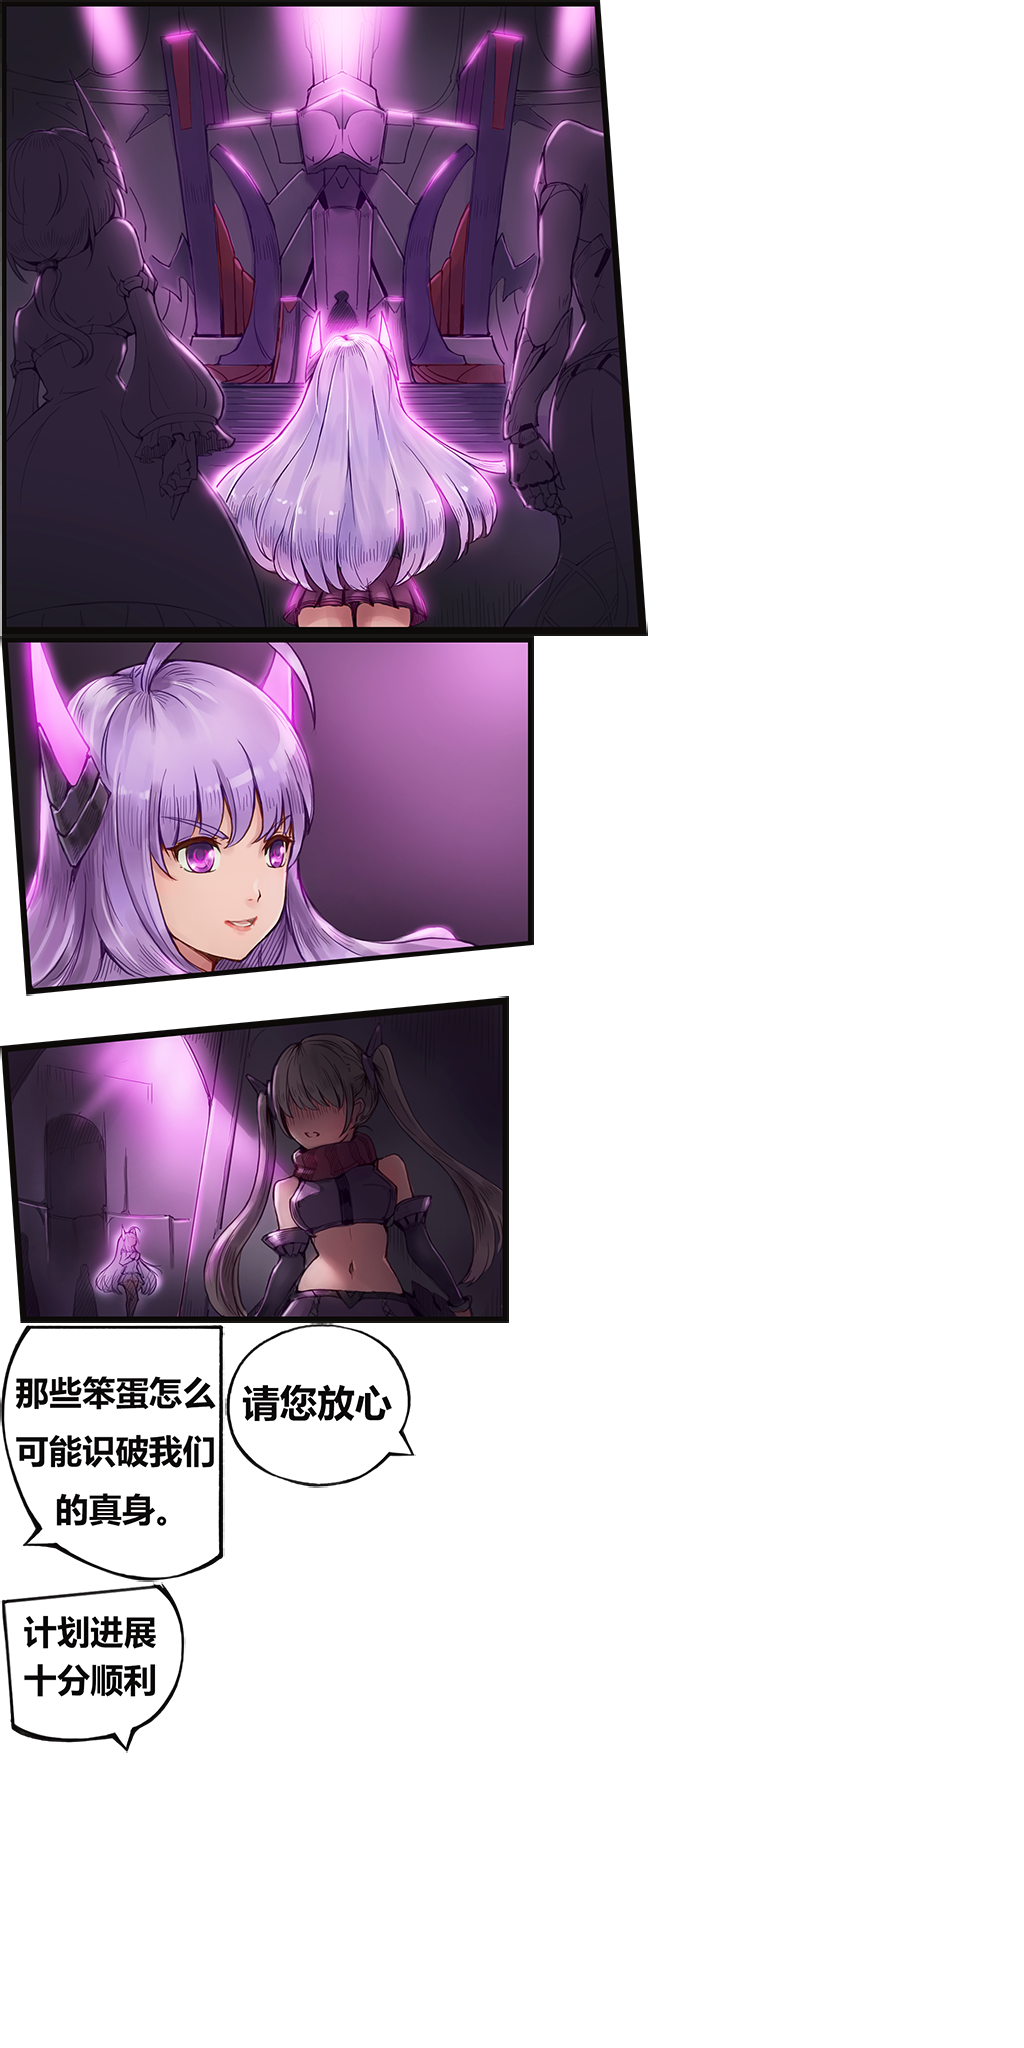 那些笨蛋怎么
可能识破我们
的真身。
请您放心
计划进展
十分顺利